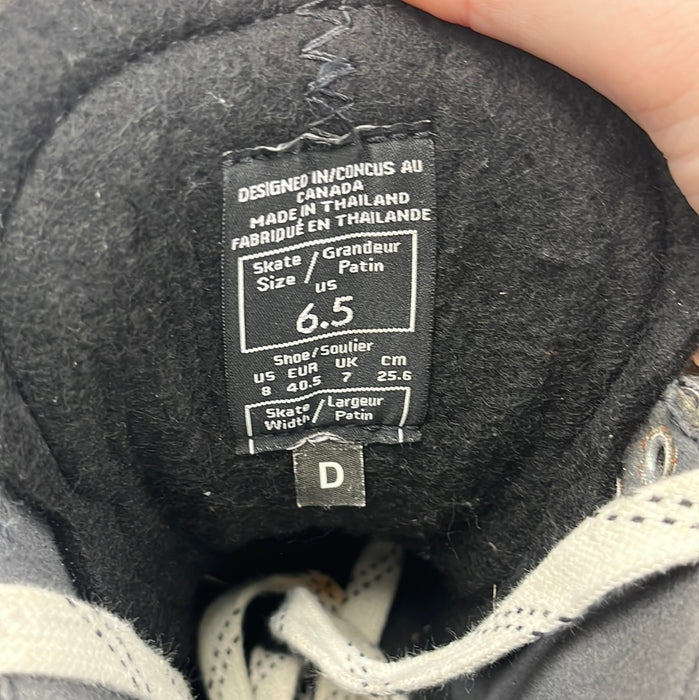 DESIGNED IN/CONCUS AU
CANADA
MADE IN THAILAND
FABRIQUÉ EN THAILANDE
Skate / Grandeur
Size / Patin
US
6.5
Shoe/Soulier
US EUR UK cm
8 40.5 7 25.6
Skate / Largeur
Width / Patin
D